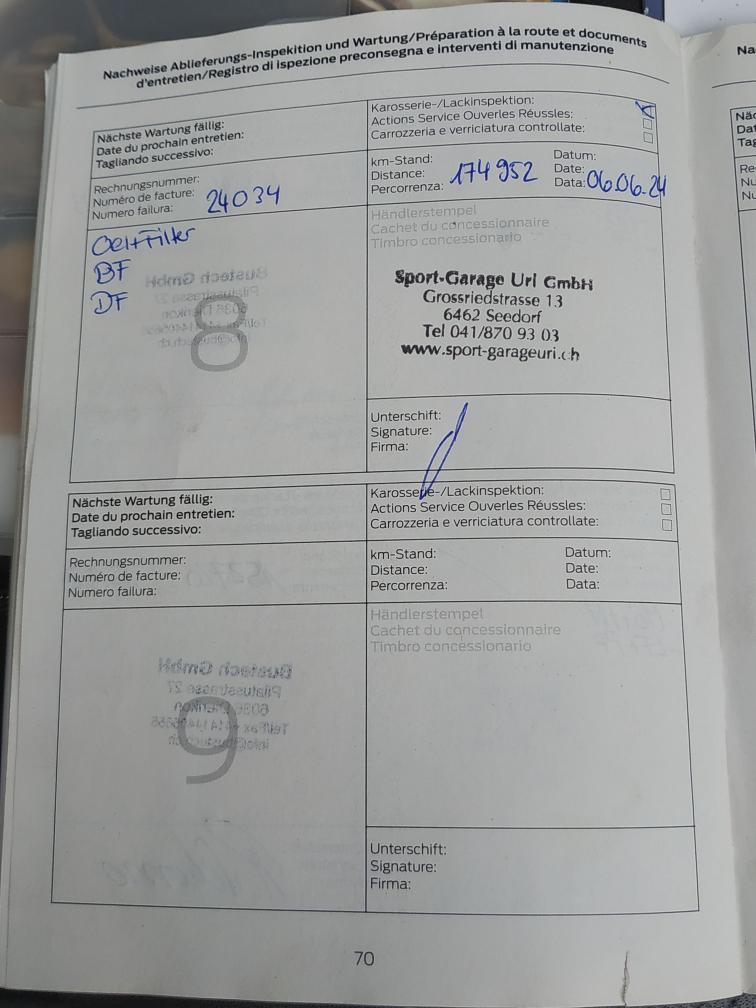 Nachweise Ablieferungs-Inspektion und Wartung/Préparation à la route et documents
d'entretien/Registro di ispezione preconsegna e interventi di manutenzione
Nächste Wartung fällig:
Date du prochain entretien:
Tagliando successivo:
Karosserie-/Lackinspektion:
Actions Service Ouverles Réussles:
Carrozzeria e verriciatura controllate:
Rechnungsnummer:
Numéro de facture: 24034
Numero failura:
km-Stand:
Distance: 174952
Percorrenza:
Datum:
Date:
Data: 06.06.24
Oel+Filter
BF
DF
8
Händlerstempel
Cachet du concessionnaire
Timbro concessionario
Sport-Garage Uri GmbH
Grossriedstrasse 13
6462 Seedorf
Tel 041/870 93 03
www.sport-garageuri.ch
Unterschift:
Signature:
Firma:
Nächste Wartung fällig:
Date du prochain entretien:
Tagliando successivo:
Karosserie-/Lackinspektion:
Actions Service Ouverles Réussles:
Carrozzeria e verriciatura controllate:
Rechnungsnummer:
Numéro de facture:
Numero failura:
km-Stand:
Distance:
Percorrenza:
Datum:
Date:
Data:
9
Händlerstempel
Cachet du concessionnaire
Timbro concessionario
Unterschift:
Signature:
Firma:
70